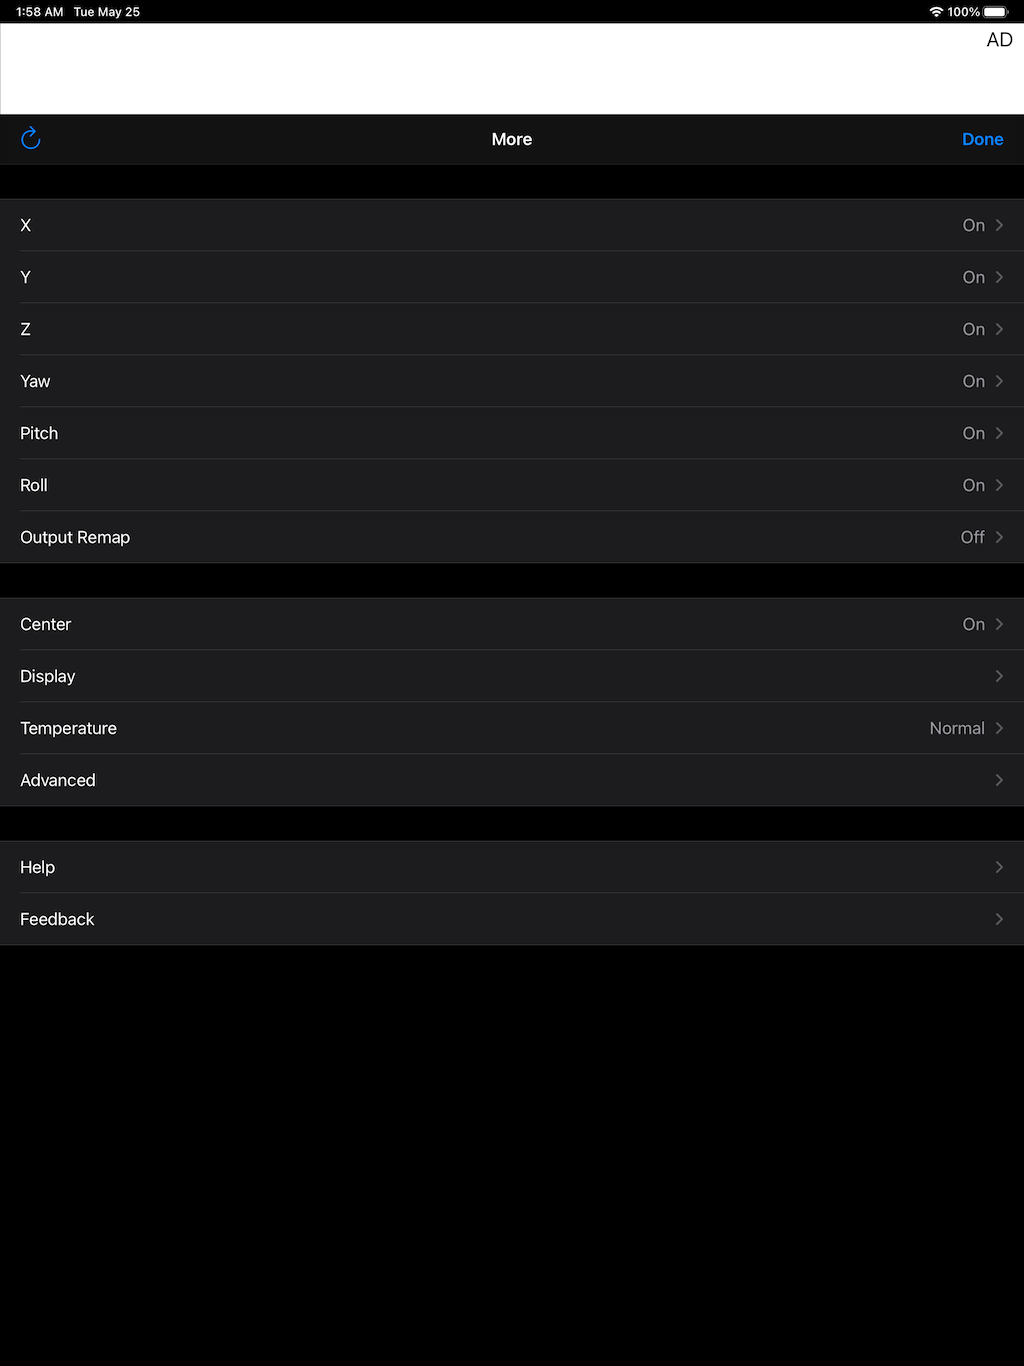 1:58 AM Tue May 25 100%
AD
More Done
X On
Y On
Z On
Yaw On
Pitch On
Roll On
Output Remap Off
Center On
Display
Temperature Normal
Advanced
Help
Feedback